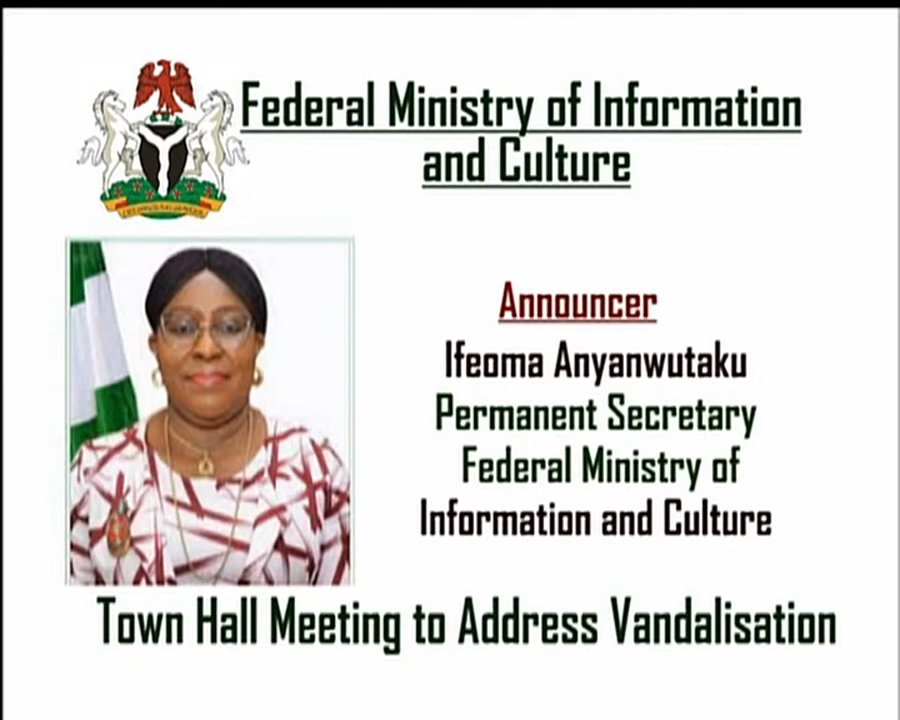 Federal Ministry of Information
and Culture
Announcer
Ifeoma Anyanwutaku
Permanent Secretary
Federal Ministry of
Information and Culture
Town Hall Meeting to Address Vandalisation